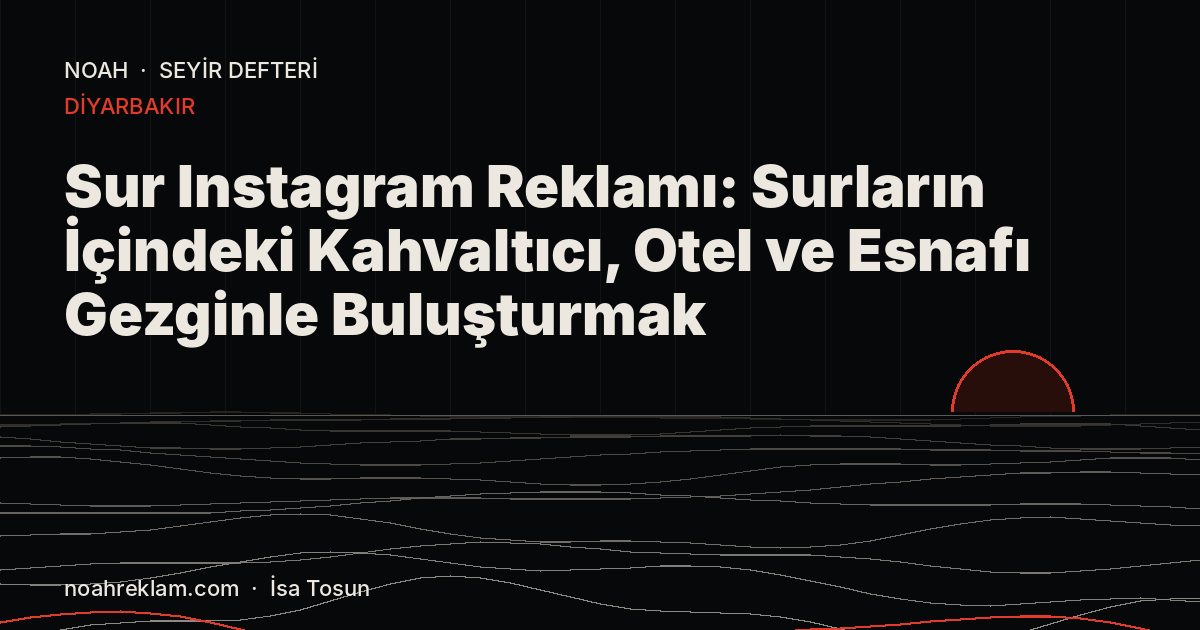 NOAH · SEYİR DEFTERİ
DİYARBAKIR
Sur Instagram Reklamı: Surların
İçindeki Kahvaltıcı, Otel ve Esnafı
Gezginle Buluşturmak
noahreklam.com · İsa Tosun